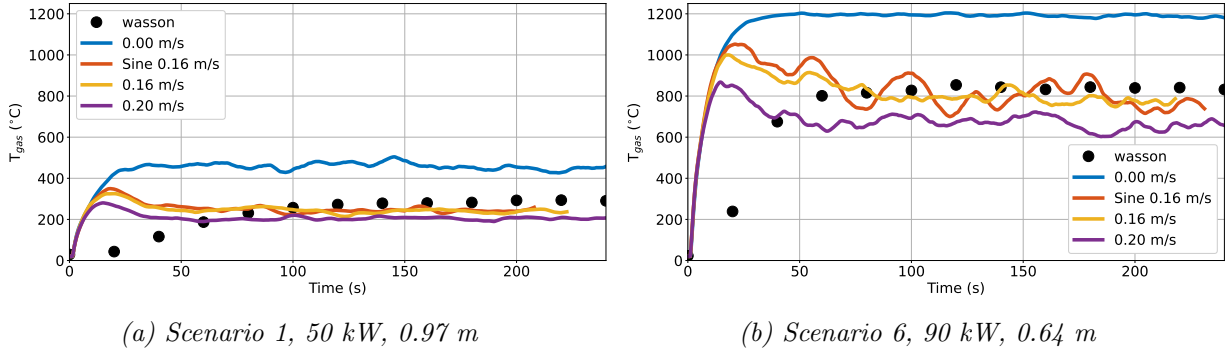 1200
1000
800
600
400
200
0
T_gas (°C)
wasson
0.00 m/s
Sine 0.16 m/s
0.16 m/s
0.20 m/s
0 50 100 150 200
Time (s)
(a) Scenario 1, 50 kW, 0.97 m
1200
1000
800
600
400
200
0
T_gas (°C)
wasson
0.00 m/s
Sine 0.16 m/s
0.16 m/s
0.20 m/s
0 50 100 150 200
Time (s)
(b) Scenario 6, 90 kW, 0.64 m